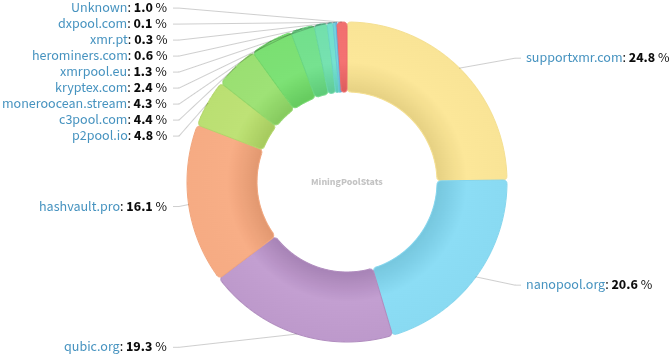 Unknown: 1.0 %
dxpool.com: 0.1 %
xmr.pt: 0.3 %
herominers.com: 0.6 %
xmrpool.eu: 1.3 %
kryptex.com: 2.4 %
moneroocean.stream: 4.3 %
c3pool.com: 4.4 %
p2pool.io: 4.8 %
hashvault.pro: 16.1 %
qubic.org: 19.3 %
MiningPoolStats
supportxmr.com: 24.8 %
nanopool.org: 20.6 %